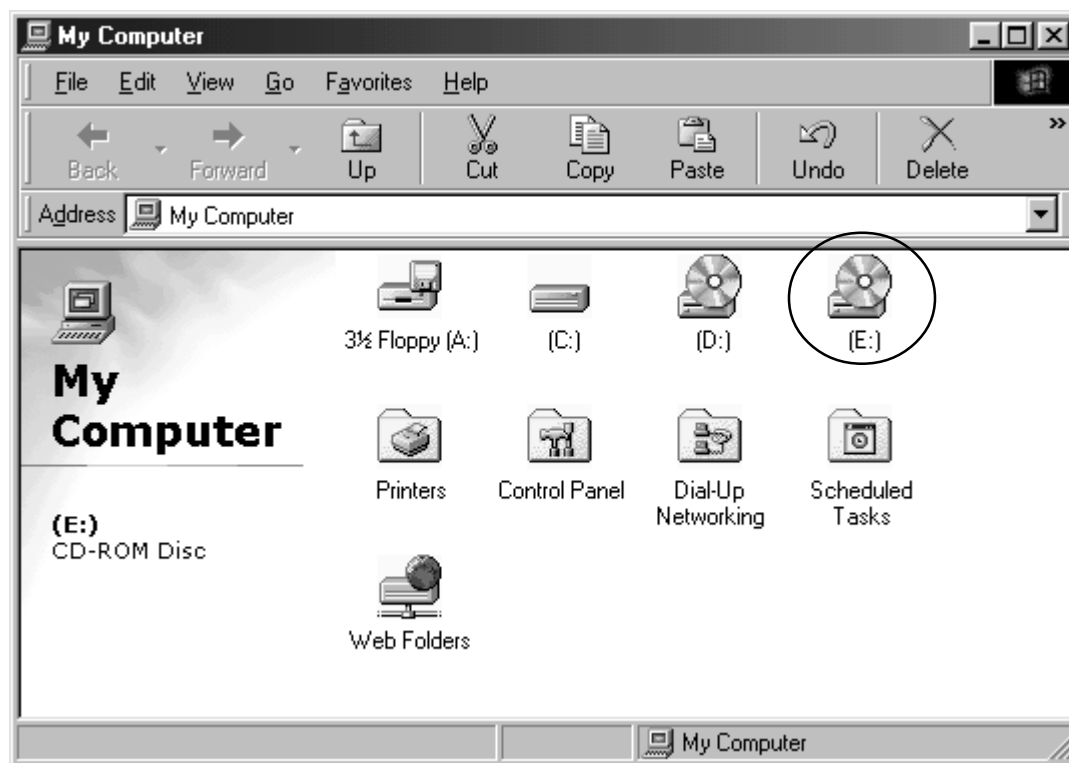 My Computer
File Edit View Go Favorites Help
Back Forward Up Cut Copy Paste Undo Delete »
Address My Computer
3½ Floppy (A:) (C:) (D:) (E:)
My
Computer
Printers Control Panel Dial-Up Networking Scheduled Tasks
(E:)
CD-ROM Disc
Web Folders
My Computer